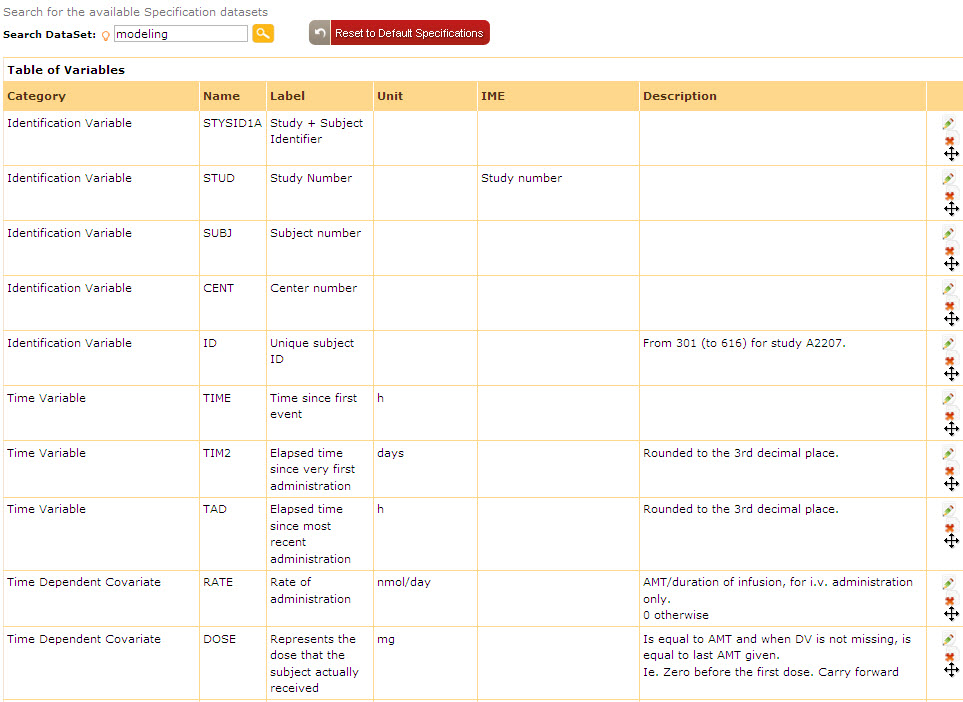 Search for the available Specification datasets
Search DataSet: modeling Reset to Default Specifications
Table of Variables
Category Name Label Unit IME Description
Identification Variable STYSID1A Study + Subject
Identifier
Identification Variable STUD Study Number Study number
Identification Variable SUBJ Subject number
Identification Variable CENT Center number
Identification Variable ID Unique subject From 301 (to 616) for study A2207.
ID
Time Variable TIME Time since first h
event
Time Variable TIM2 Elapsed time days Rounded to the 3rd decimal place.
since very first
administration
Time Variable TAD Elapsed time h Rounded to the 3rd decimal place.
since most
recent
administration
Time Dependent Covariate RATE Rate of nmol/day AMT/duration of infusion, for i.v. administration
administration only.
0 otherwise
Time Dependent Covariate DOSE Represents the mg Is equal to AMT and when DV is not missing, is
dose that the equal to last AMT given.
subject actually Ie. Zero before the first dose. Carry forward
received